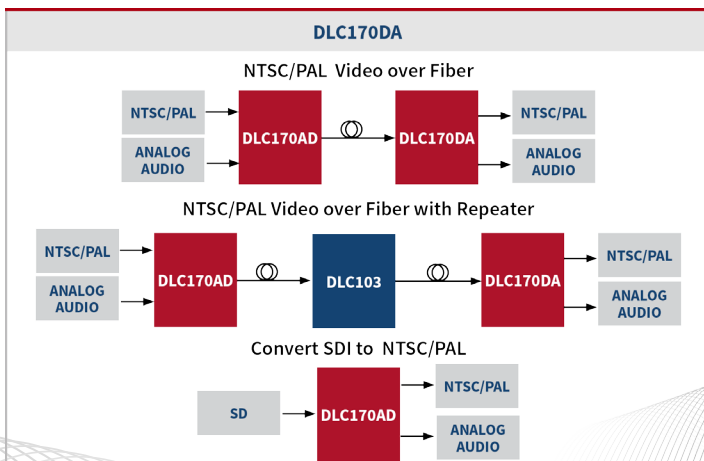 DLC170DA
NTSC/PAL Video over Fiber
NTSC/PAL
ANALOG
AUDIO
DLC170AD
DLC170DA
NTSC/PAL
ANALOG
AUDIO
NTSC/PAL Video over Fiber with Repeater
NTSC/PAL
ANALOG
AUDIO
DLC170AD
DLC103
DLC170DA
NTSC/PAL
ANALOG
AUDIO
Convert SDI to NTSC/PAL
SD
DLC170AD
NTSC/PAL
ANALOG
AUDIO